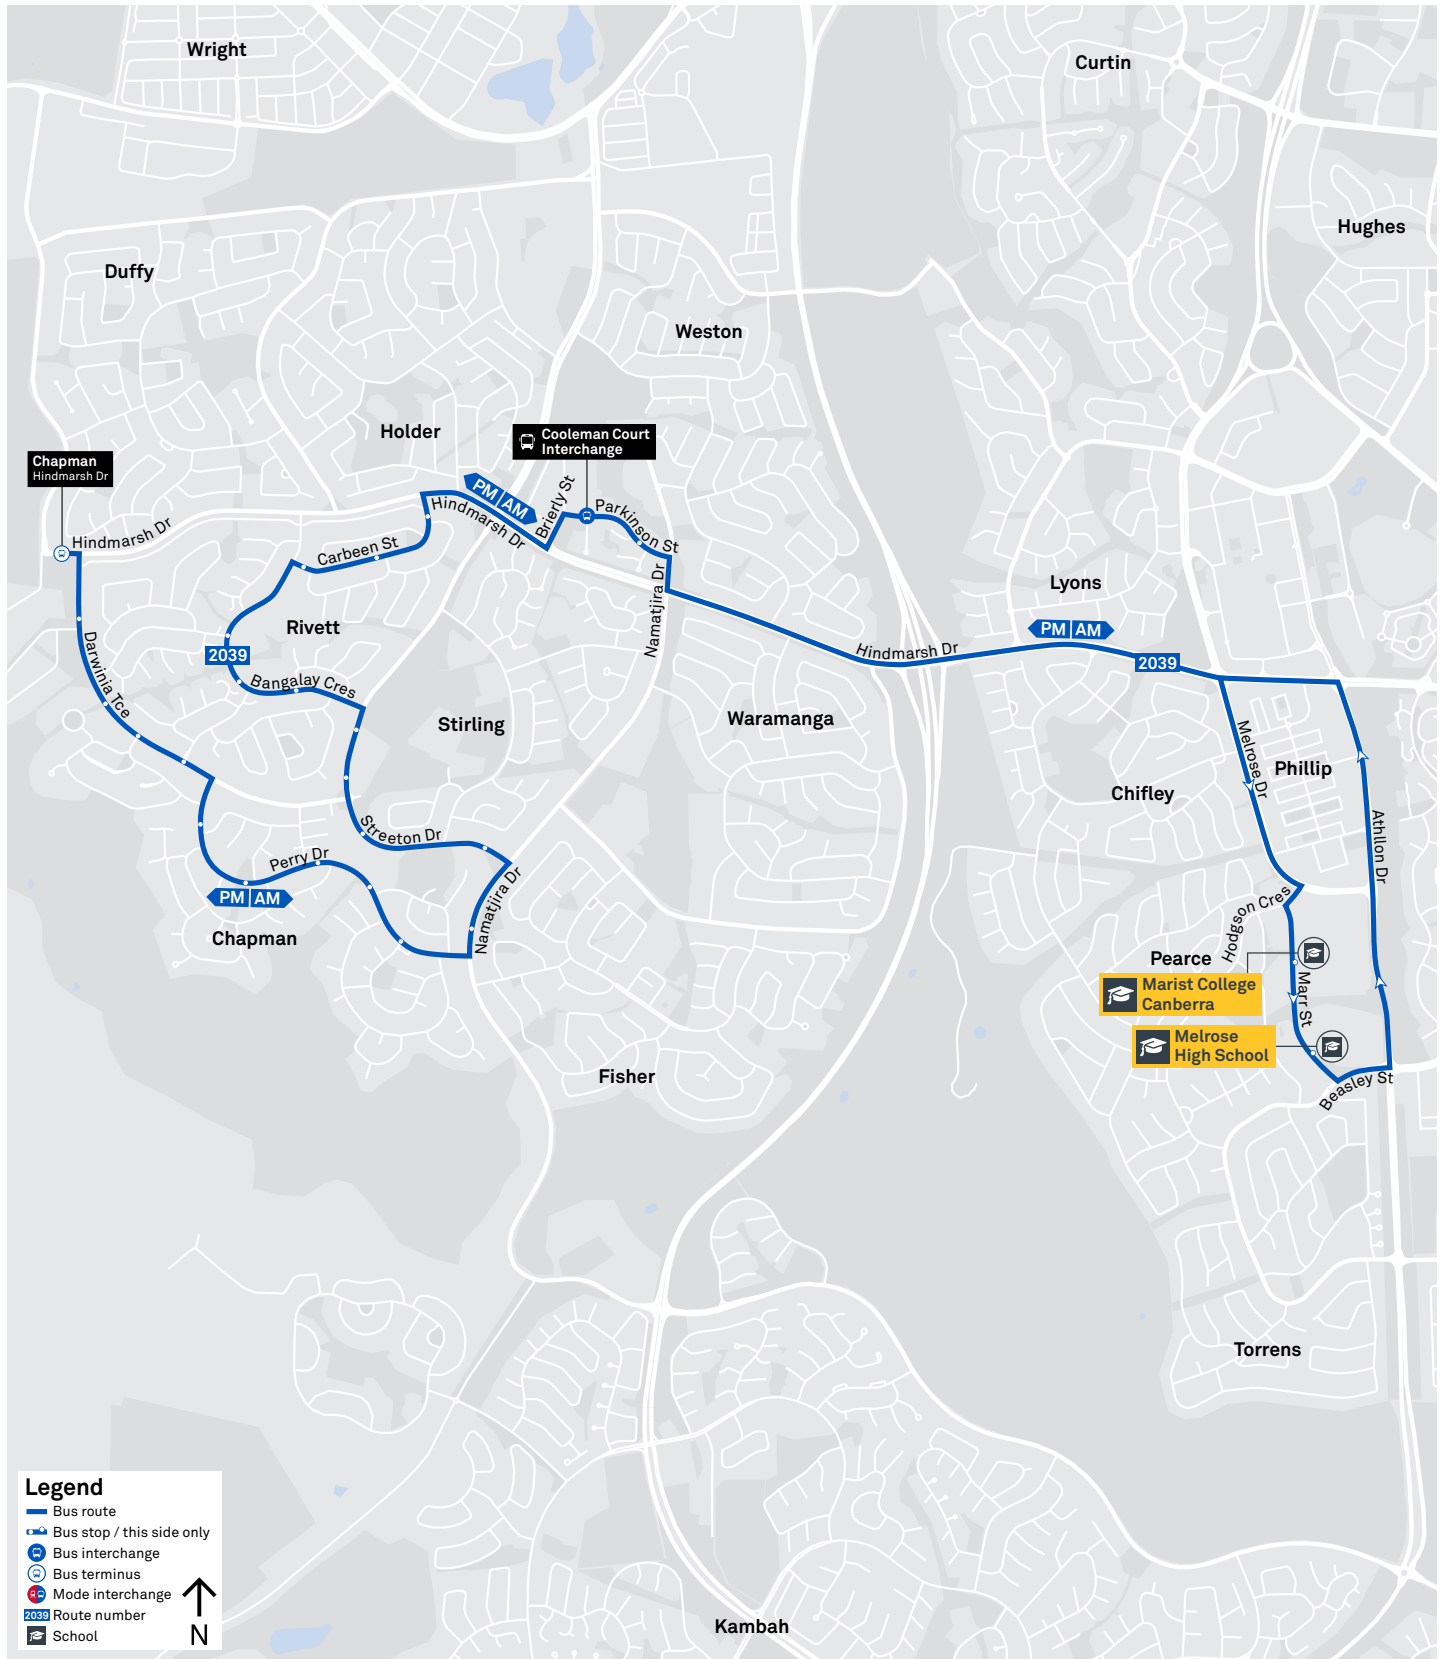 Wright
Curtin
Hughes
Duffy
Weston
Holder
Cooleman Court
Interchange
Chapman
Hindmarsh Dr
Hindmarsh Dr
PM AM
Hindmarsh Dr
Brierly St
Parkinson St
Carbeen St
Namatjira Dr
Lyons
Rivett
PM AM
Hindmarsh Dr
2039
2039
Darwinia Tce
Bangalay Cres
Stirling
Waramanga
Melrose Dr
Phillip
Chifley
Athllon Dr
Streeton Dr
Perry Dr
PM AM
Namatjira Dr
Hodgson Cres
Chapman
Pearce
Marist College
Canberra
Marr St
Melrose
High School
Fisher
Beasley St
Torrens
Kambah
Legend
Bus route
Bus stop / this side only
Bus interchange
Bus terminus
Mode interchange
2039 Route number
School
N